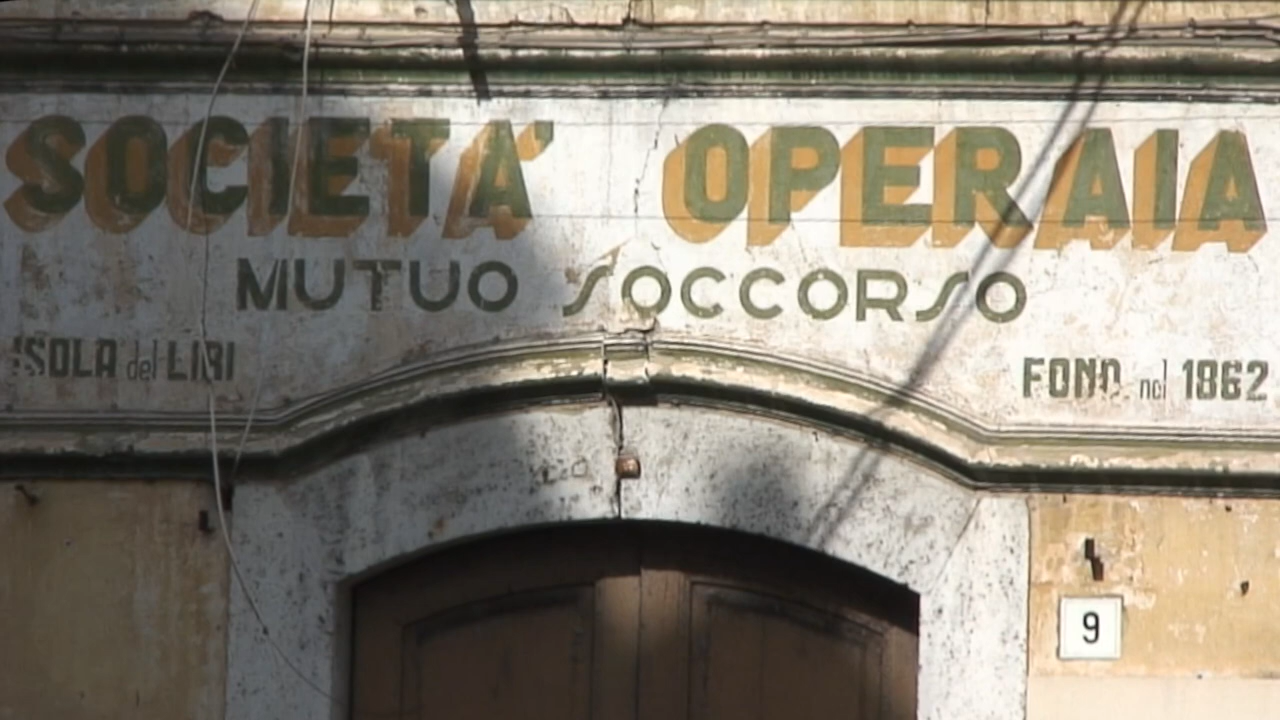 SOCIETA' OPERAIA
MUTUO SOCCORSO
ISOLA del LIRI
FOND. nel 1862
9